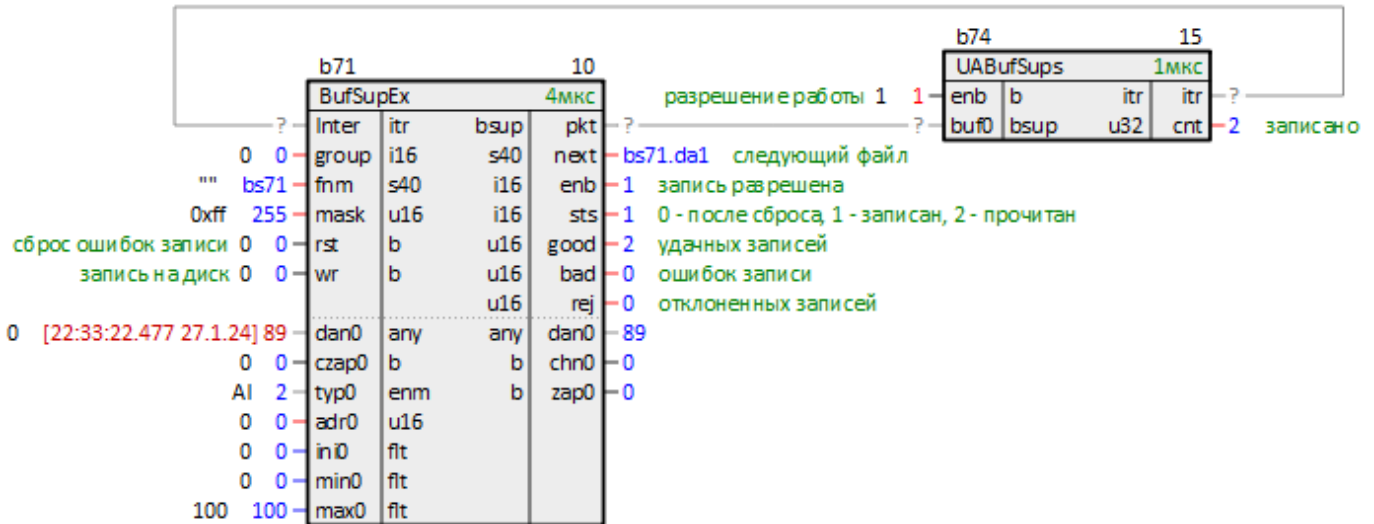 b74 15
b71 10 UABufSups 1мкс
BufSupEx 4мкс разрешение работы 1 1 enb b itr itr ?
? Inter itr bsup pkt ? ? buf0 bsup u32 cnt 2 записано
0 0 group i16 s40 next bs71.da1 следующий файл
"" bs71 fnm s40 i16 enb 1 запись разрешена
0xff 255 mask u16 i16 sts 1 0 - после сброса, 1 - записан, 2 - прочитан
сброс ошибок записи 0 0 rst b u16 good 2 удачных записей
запись на диск 0 0 wr b u16 bad 0 ошибок записи
u16 rej 0 отклоненных записей
0 [22:33:22.477 27.1.24] 89 dan0 any any dan0 89
0 0 czap0 b b chn0 0
AI 2 typ0 enm b zap0 0
0 0 adr0 u16
0 0 ini0 flt
0 0 min0 flt
100 100 max0 flt